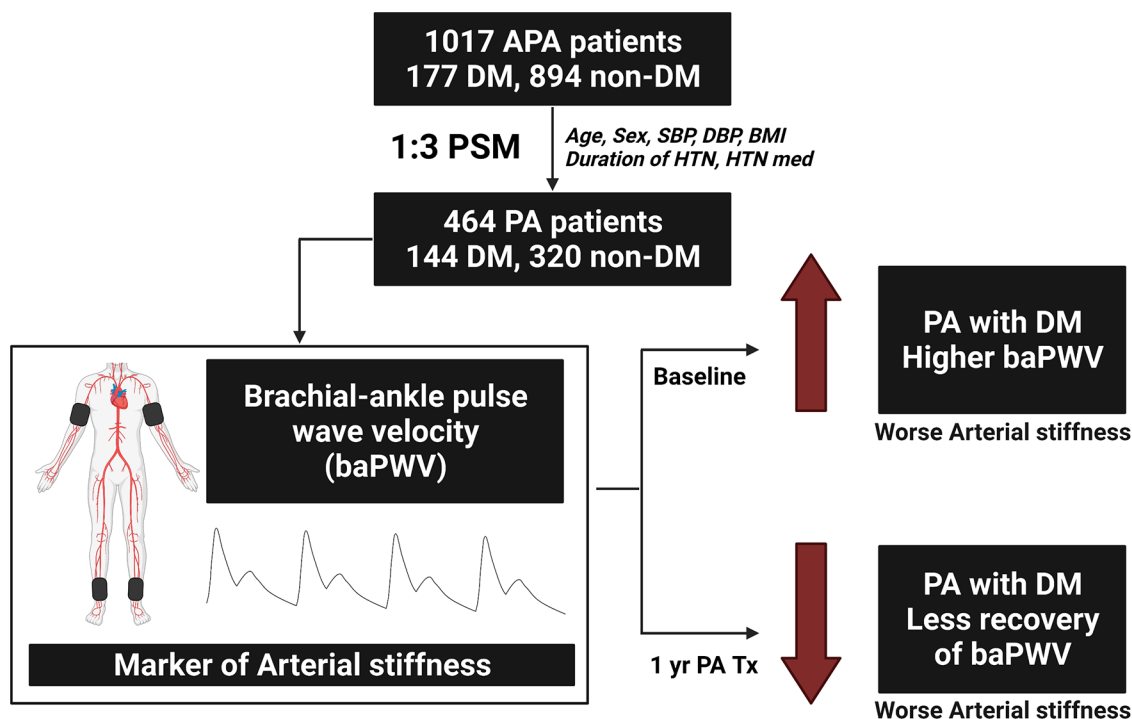 1017 APA patients
177 DM, 894 non-DM
1:3 PSM
Age, Sex, SBP, DBP, BMI
Duration of HTN, HTN med
464 PA patients
144 DM, 320 non-DM
Brachial-ankle pulse
wave velocity
(baPWV)
Marker of Arterial stiffness
Baseline
PA with DM
Higher baPWV
Worse Arterial stiffness
1 yr PA Tx
PA with DM
Less recovery
of baPWV
Worse Arterial stiffness